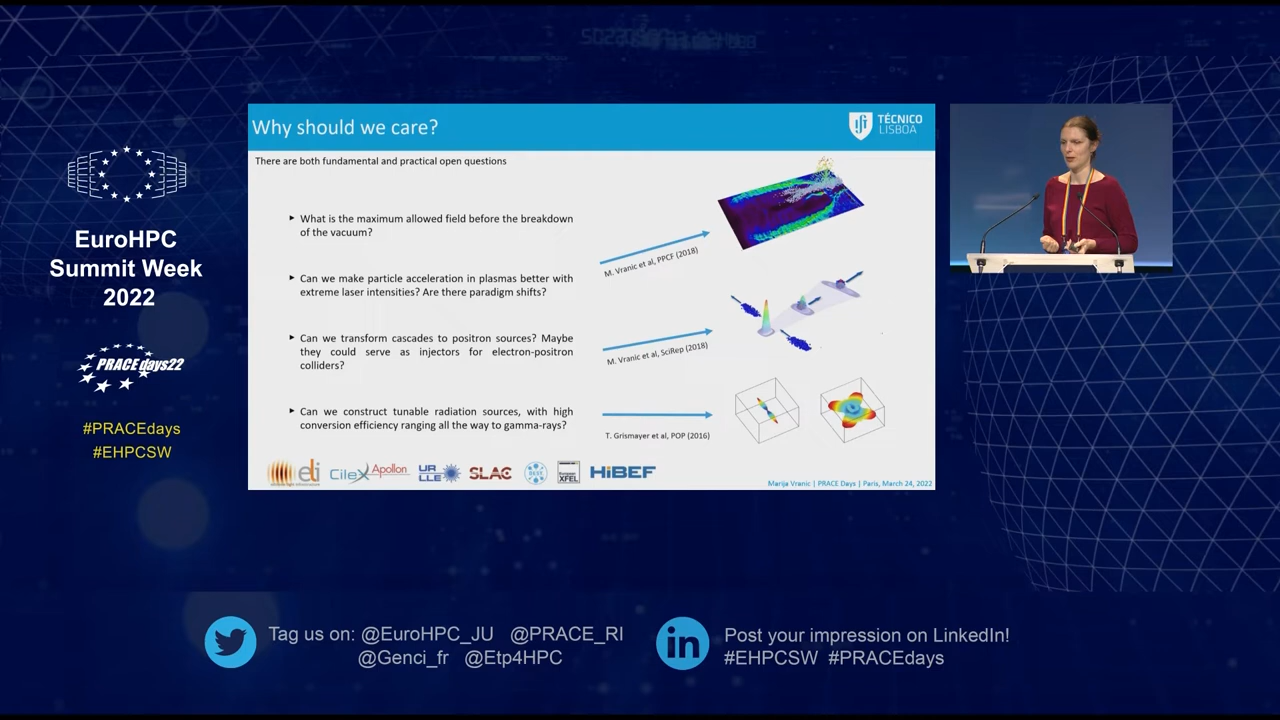 EuroHPC
Summit Week
2022
PRACEdays22
#PRACEdays
#EHPCSW
Why should we care?
TÉCNICO
LISBOA
There are both fundamental and practical open questions
What is the maximum allowed field before the breakdown
of the vacuum?
M. Vranic et al, PPCF (2018)
Can we make particle acceleration in plasmas better with
extreme laser intensities? Are there paradigm shifts?
Can we transform cascades to positron sources? Maybe
they could serve as injectors for electron-positron
colliders?
M. Vranic et al, SciRep (2018)
Can we construct tunable radiation sources, with high
conversion efficiency ranging all the way to gamma-rays?
T. Grismayer et al, POP (2016)
eli
CileX Apollon
UR
LLE
SLAC
European
XFEL
HiBEF
Marija Vranic | PRACE Days | Paris, March 24, 2022
Tag us on: @EuroHPC_JU @PRACE_RI
@Genci_fr @Etp4HPC
in
Post your impression on LinkedIn!
#EHPCSW #PRACEdays